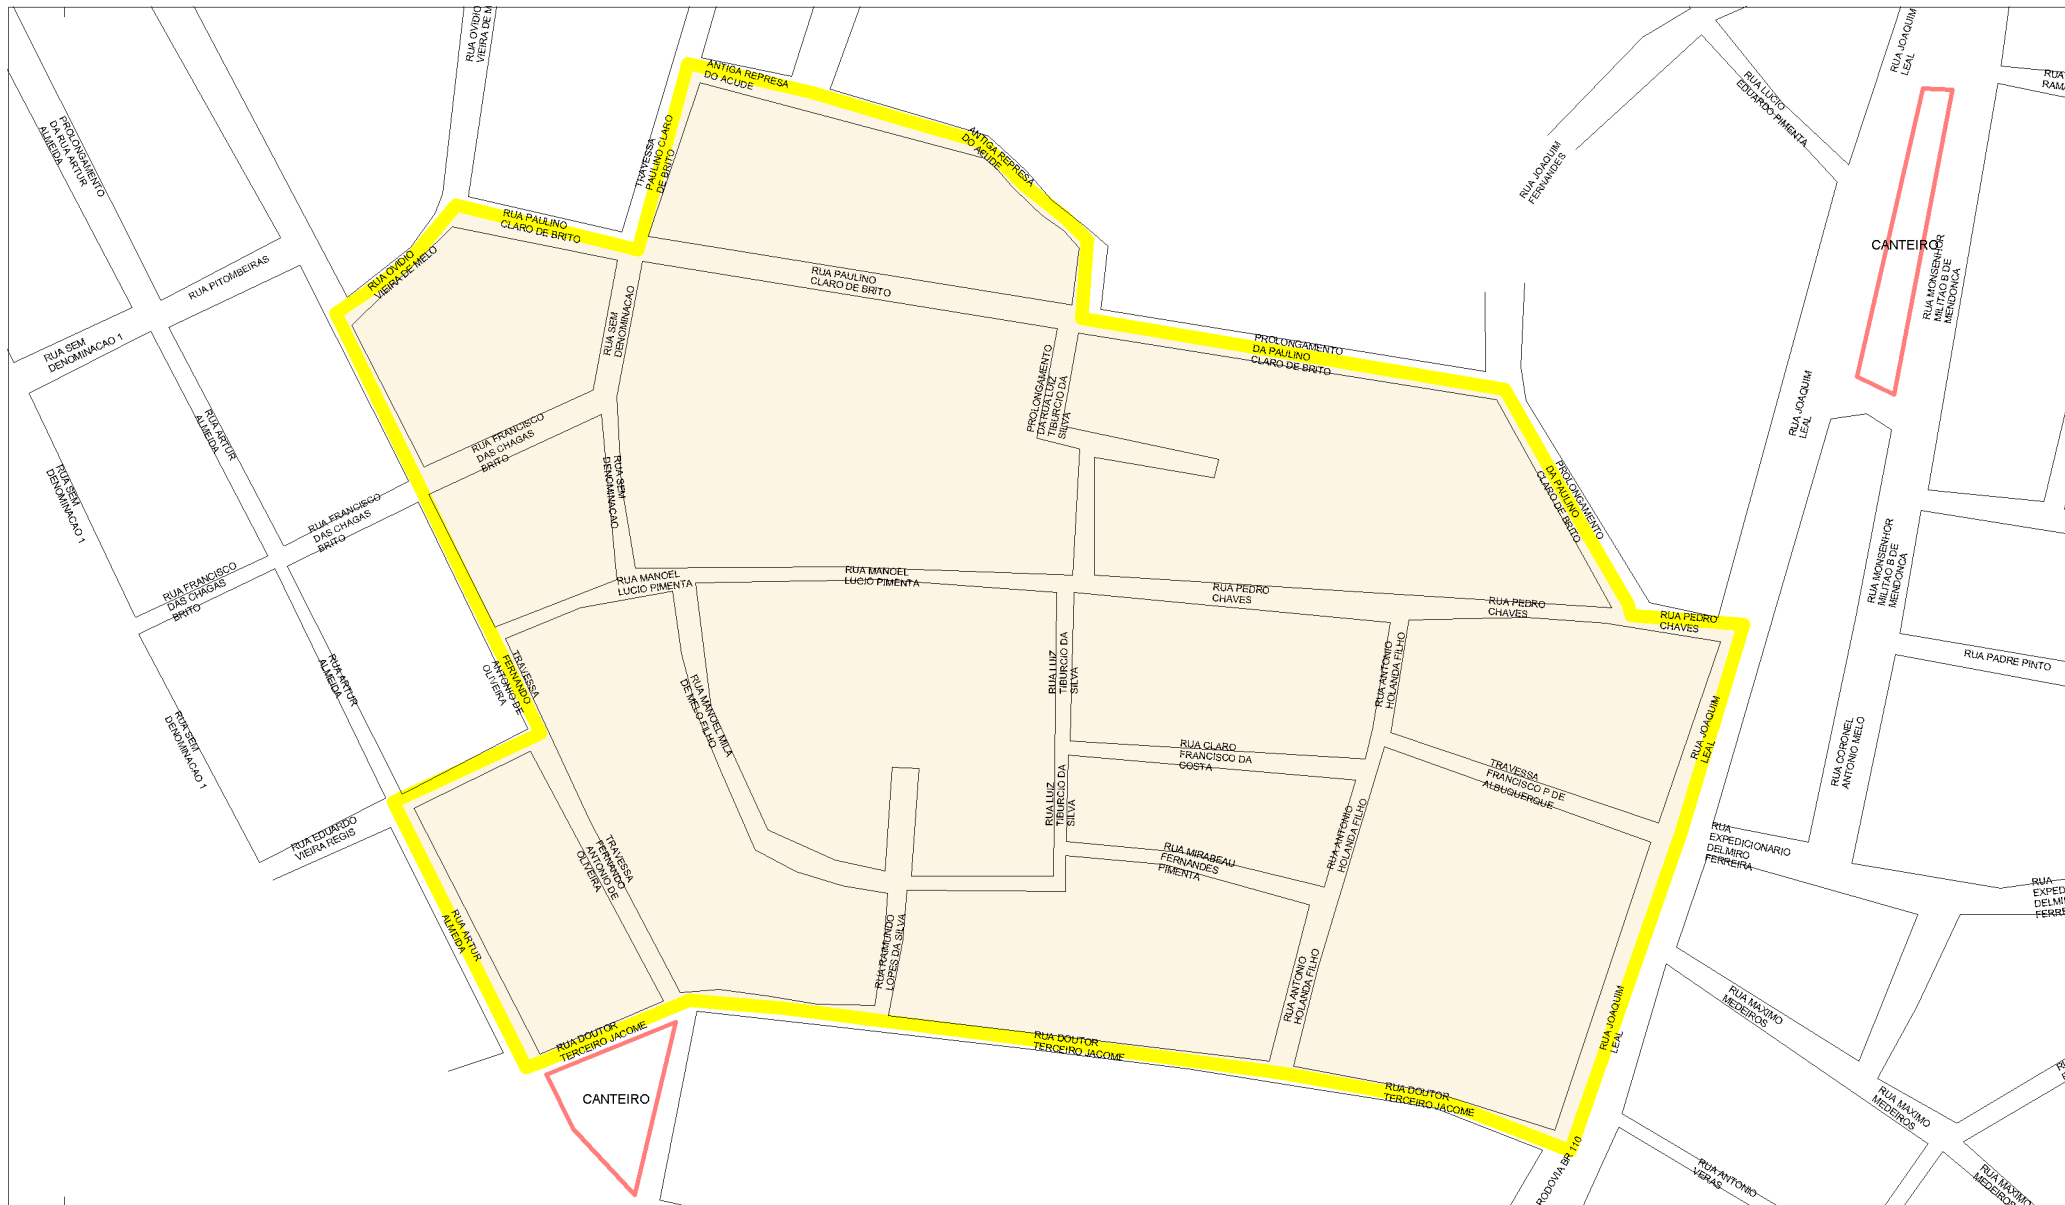 RUA OVIDIO
VIEIRA DE M
ANTIGA REPRESA
DO ACUDE
ANTIGA REPRESA
DO ACUDE
RUA JOAQUIM
LEAL
RUA LUCIO
EDUARDO PIMENTA
RUA
RAMA
PROLONGAMENTO
DA RUA ARTUR
ALMEIDA
TRAVESSA
PAULINO CLARO
DE BRITO
RUA JOAQUIM
FERNANDES
RUA PAULINO
CLARO DE BRITO
RUA OVIDIO
VIEIRA DE MELO
RUA PITOMBEIRAS
RUA PAULINO
CLARO DE BRITO
CANTEIRO
RUA MONSENHOR
MILITAO B DE
MENDONCA
RUA SEM
DENOMINACAO 1
RUA SEM
DENOMINACAO
PROLONGAMENTO
DA RUA LUIZ
TIBURCIO DA
SILVA
PROLONGAMENTO
DA PAULINO
CLARO DE BRITO
RUA JOAQUIM
LEAL
RUA ARTUR
ALMEIDA
RUA FRANCISCO
DAS CHAGAS
BRITO
RUA SEM
DENOMINACAO
PROLONGAMENTO
DA PAULINO
CLARO DE BRITO
RUA SEM
DENOMINACAO 1
RUA FRANCISCO
DAS CHAGAS
BRITO
RUA FRANCISCO
DAS CHAGAS
BRITO
RUA MANOEL
LUCIO PIMENTA
RUA MANOEL
LUCIO PIMENTA
RUA PEDRO
CHAVES
RUA PEDRO
CHAVES
RUA PEDRO
CHAVES
RUA MONSENHOR
MILITAO B DE
MENDONCA
RUA PADRE PINTO
RUA ARTUR
ALMEIDA
TRAVESSA
FERNANDO
ANTONIO DE
OLIVEIRA
RUA MANOEL MILA
DE MELO FILHO
RUA LUIZ
TIBURCIO DA
SILVA
RUA ANTONIO
HOLANDA FILHO
RUA JOAQUIM
LEAL
RUA SEM
DENOMINACAO 1
RUA CLARO
FRANCISCO DA
COSTA
TRAVESSA
FRANCISCO P DE
ALBUQUERQUE
RUA CORONEL
ANTONIO MELO
RUA LUIZ
TIBURCIO DA
SILVA
RUA ANTONIO
HOLANDA FILHO
RUA EDUARDO
VIEIRA REGIS
TRAVESSA
FERNANDO
ANTONIO DE
OLIVEIRA
RUA MIRABEAU
FERNANDES
PIMENTA
RUA
EXPEDICIONARIO
DELMIRO
FERREIRA
RUA
EXPED
DELMI
FERRE
RUA ARTUR
ALMEIDA
RUA RAIMUNDO
LOPES DA SILVA
RUA ANTONIO
HOLANDA FILHO
RUA JOAQUIM
LEAL
RUA MAXIMO
MEDEIROS
RUA DOUTOR
TERCEIRO JACOME
RUA DOUTOR
TERCEIRO JACOME
RUA DOUTOR
TERCEIRO JACOME
CANTEIRO
RUA MAXIMO
MEDEIROS
RODOVIA BR 110
RUA ANTONIO
VERAS
RUA MAXIMO
MEDEIROS